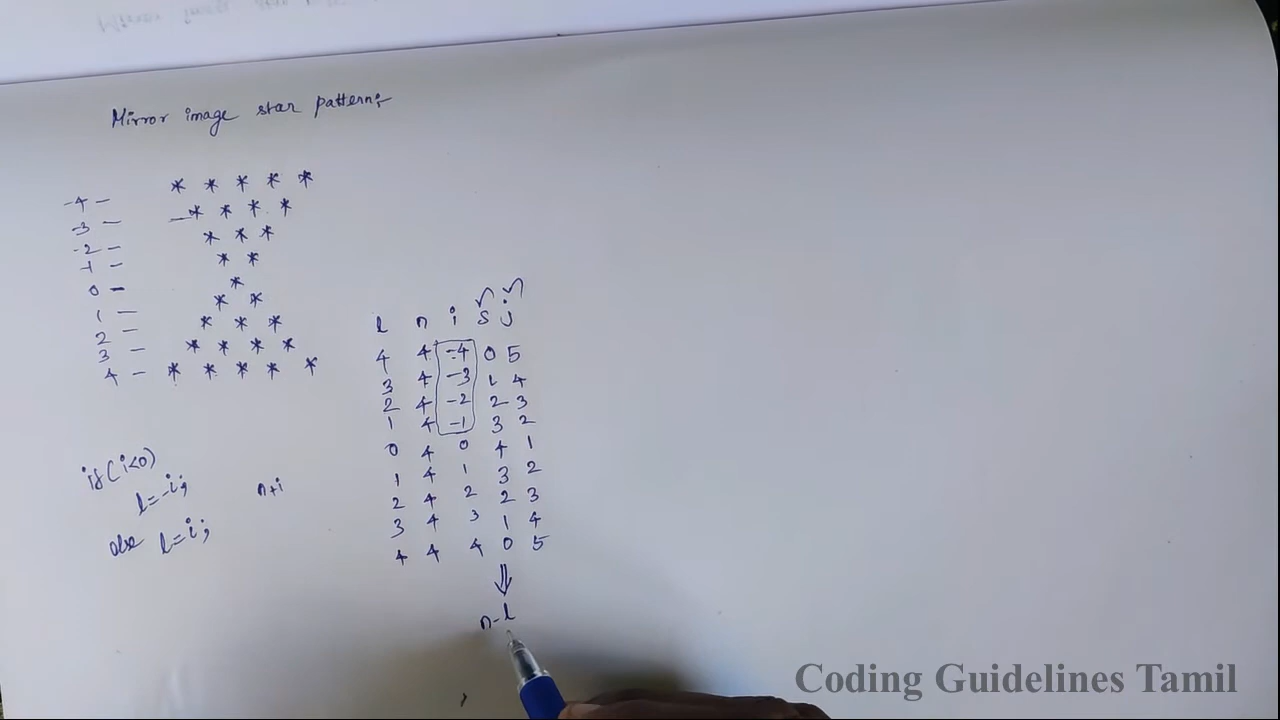 Mirror image star pattern:-
-4 - * * * * *
-3 - - * * * *
-2 - * * *
-1 - * *
0 - *
1 - * *
2 - * * *
3 - * * * *
4 - * * * * *
if(i<0)
l=-i;
else l=i;
n+i
l n i s j
4 4 -4 0 5
3 4 -3 1 4
2 4 -2 2 3
1 4 -1 3 2
0 4 0 4 1
1 4 1 3 2
2 4 2 2 3
3 4 3 1 4
4 4 4 0 5
n-l
Coding Guidelines Tamil